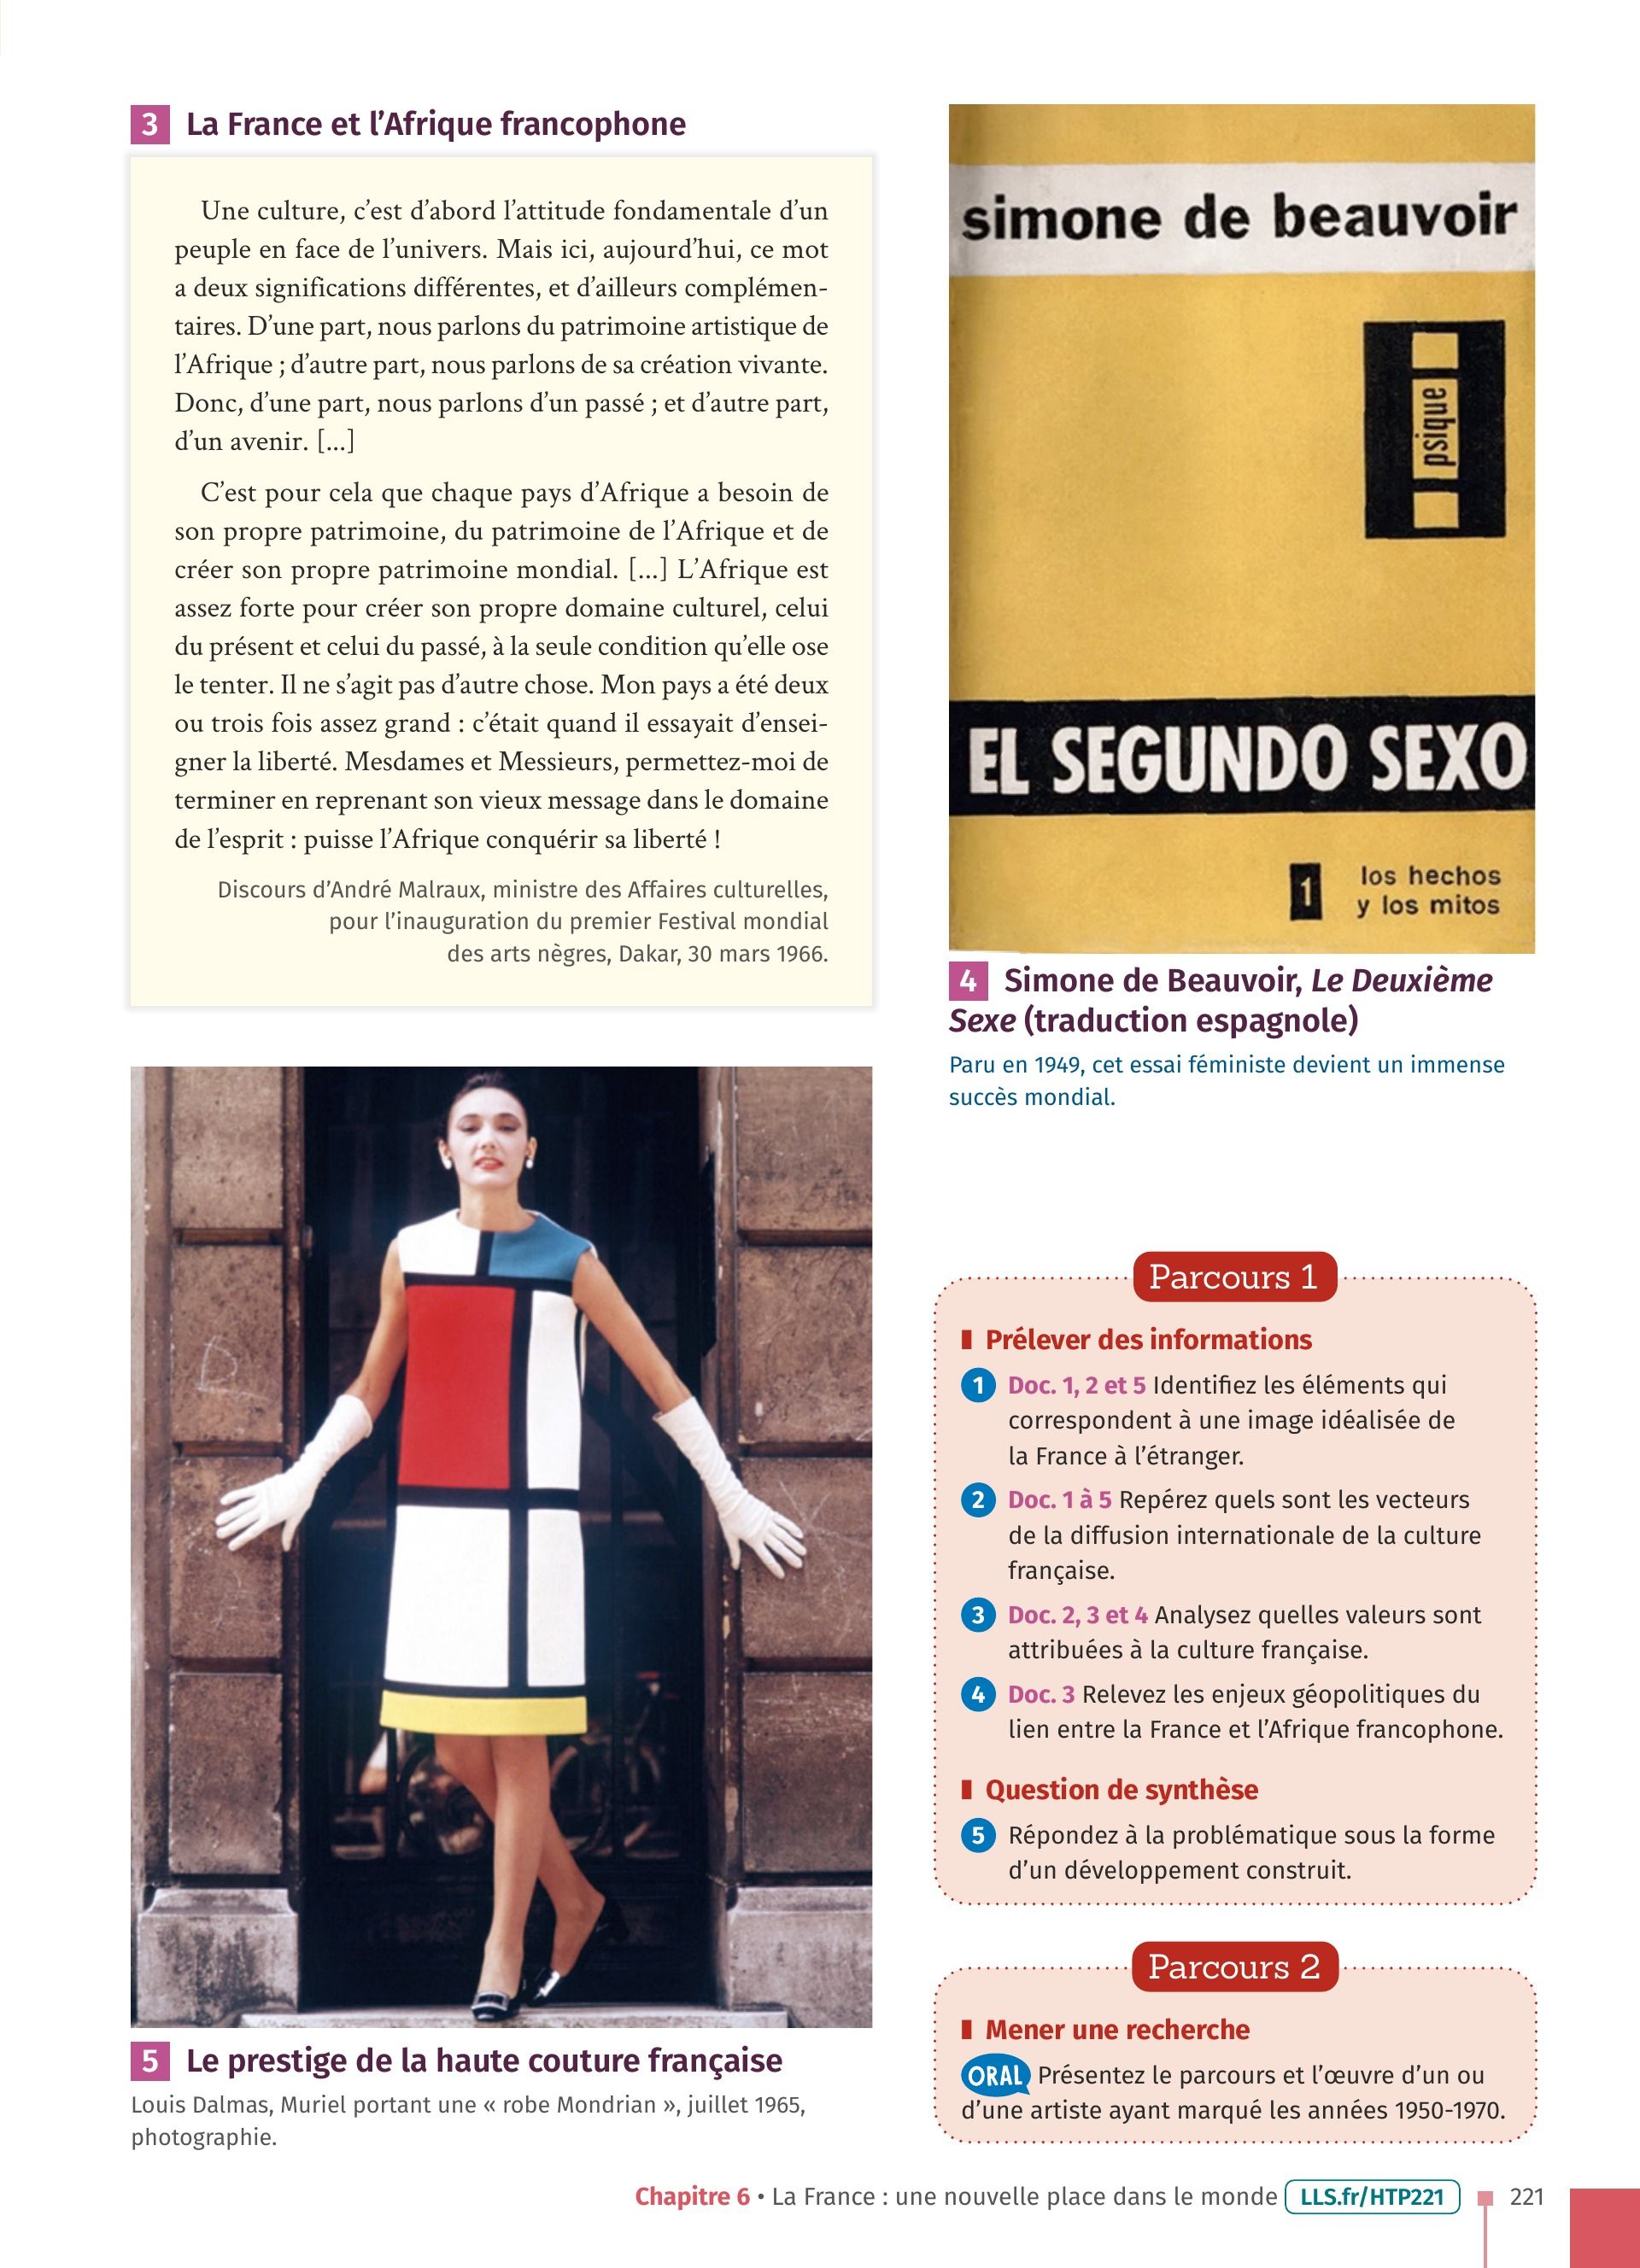 3 La France et l’Afrique francophone
Une culture, c’est d’abord l’attitude fondamentale d’un
peuple en face de l’univers. Mais ici, aujourd’hui, ce mot
a deux significations différentes, et d’ailleurs complémen-
taires. D’une part, nous parlons du patrimoine artistique de
l’Afrique ; d’autre part, nous parlons de sa création vivante.
Donc, d’une part, nous parlons d’un passé ; et d’autre part,
d’un avenir. [...]
C’est pour cela que chaque pays d’Afrique a besoin de
son propre patrimoine, du patrimoine de l’Afrique et de
créer son propre patrimoine mondial. [...] L’Afrique est
assez forte pour créer son propre domaine culturel, celui
du présent et celui du passé, à la seule condition qu’elle ose
le tenter. Il ne s’agit pas d’autre chose. Mon pays a été deux
ou trois fois assez grand : c’était quand il essayait d’ensei-
gner la liberté. Mesdames et Messieurs, permettez-moi de
terminer en reprenant son vieux message dans le domaine
de l’esprit : puisse l’Afrique conquérir sa liberté !
Discours d’André Malraux, ministre des Affaires culturelles,
pour l’inauguration du premier Festival mondial
des arts nègres, Dakar, 30 mars 1966.
simone de beauvoir
psique
EL SEGUNDO SEXO
1 los hechos
y los mitos
4 Simone de Beauvoir, Le Deuxième
Sexe (traduction espagnole)
Paru en 1949, cet essai féministe devient un immense
succès mondial.
5 Le prestige de la haute couture française
Louis Dalmas, Muriel portant une « robe Mondrian », juillet 1965,
photographie.
Parcours 1
Prélever des informations
1 Doc. 1, 2 et 5 Identifiez les éléments qui
correspondent à une image idéalisée de
la France à l’étranger.
2 Doc. 1 à 5 Repérez quels sont les vecteurs
de la diffusion internationale de la culture
française.
3 Doc. 2, 3 et 4 Analysez quelles valeurs sont
attribuées à la culture française.
4 Doc. 3 Relevez les enjeux géopolitiques du
lien entre la France et l’Afrique francophone.
Question de synthèse
5 Répondez à la problématique sous la forme
d’un développement construit.
Parcours 2
Mener une recherche
ORAL Présentez le parcours et l’œuvre d’un ou
d’une artiste ayant marqué les années 1950-1970.
Chapitre 6 • La France : une nouvelle place dans le monde LLS.fr/HTP221 221